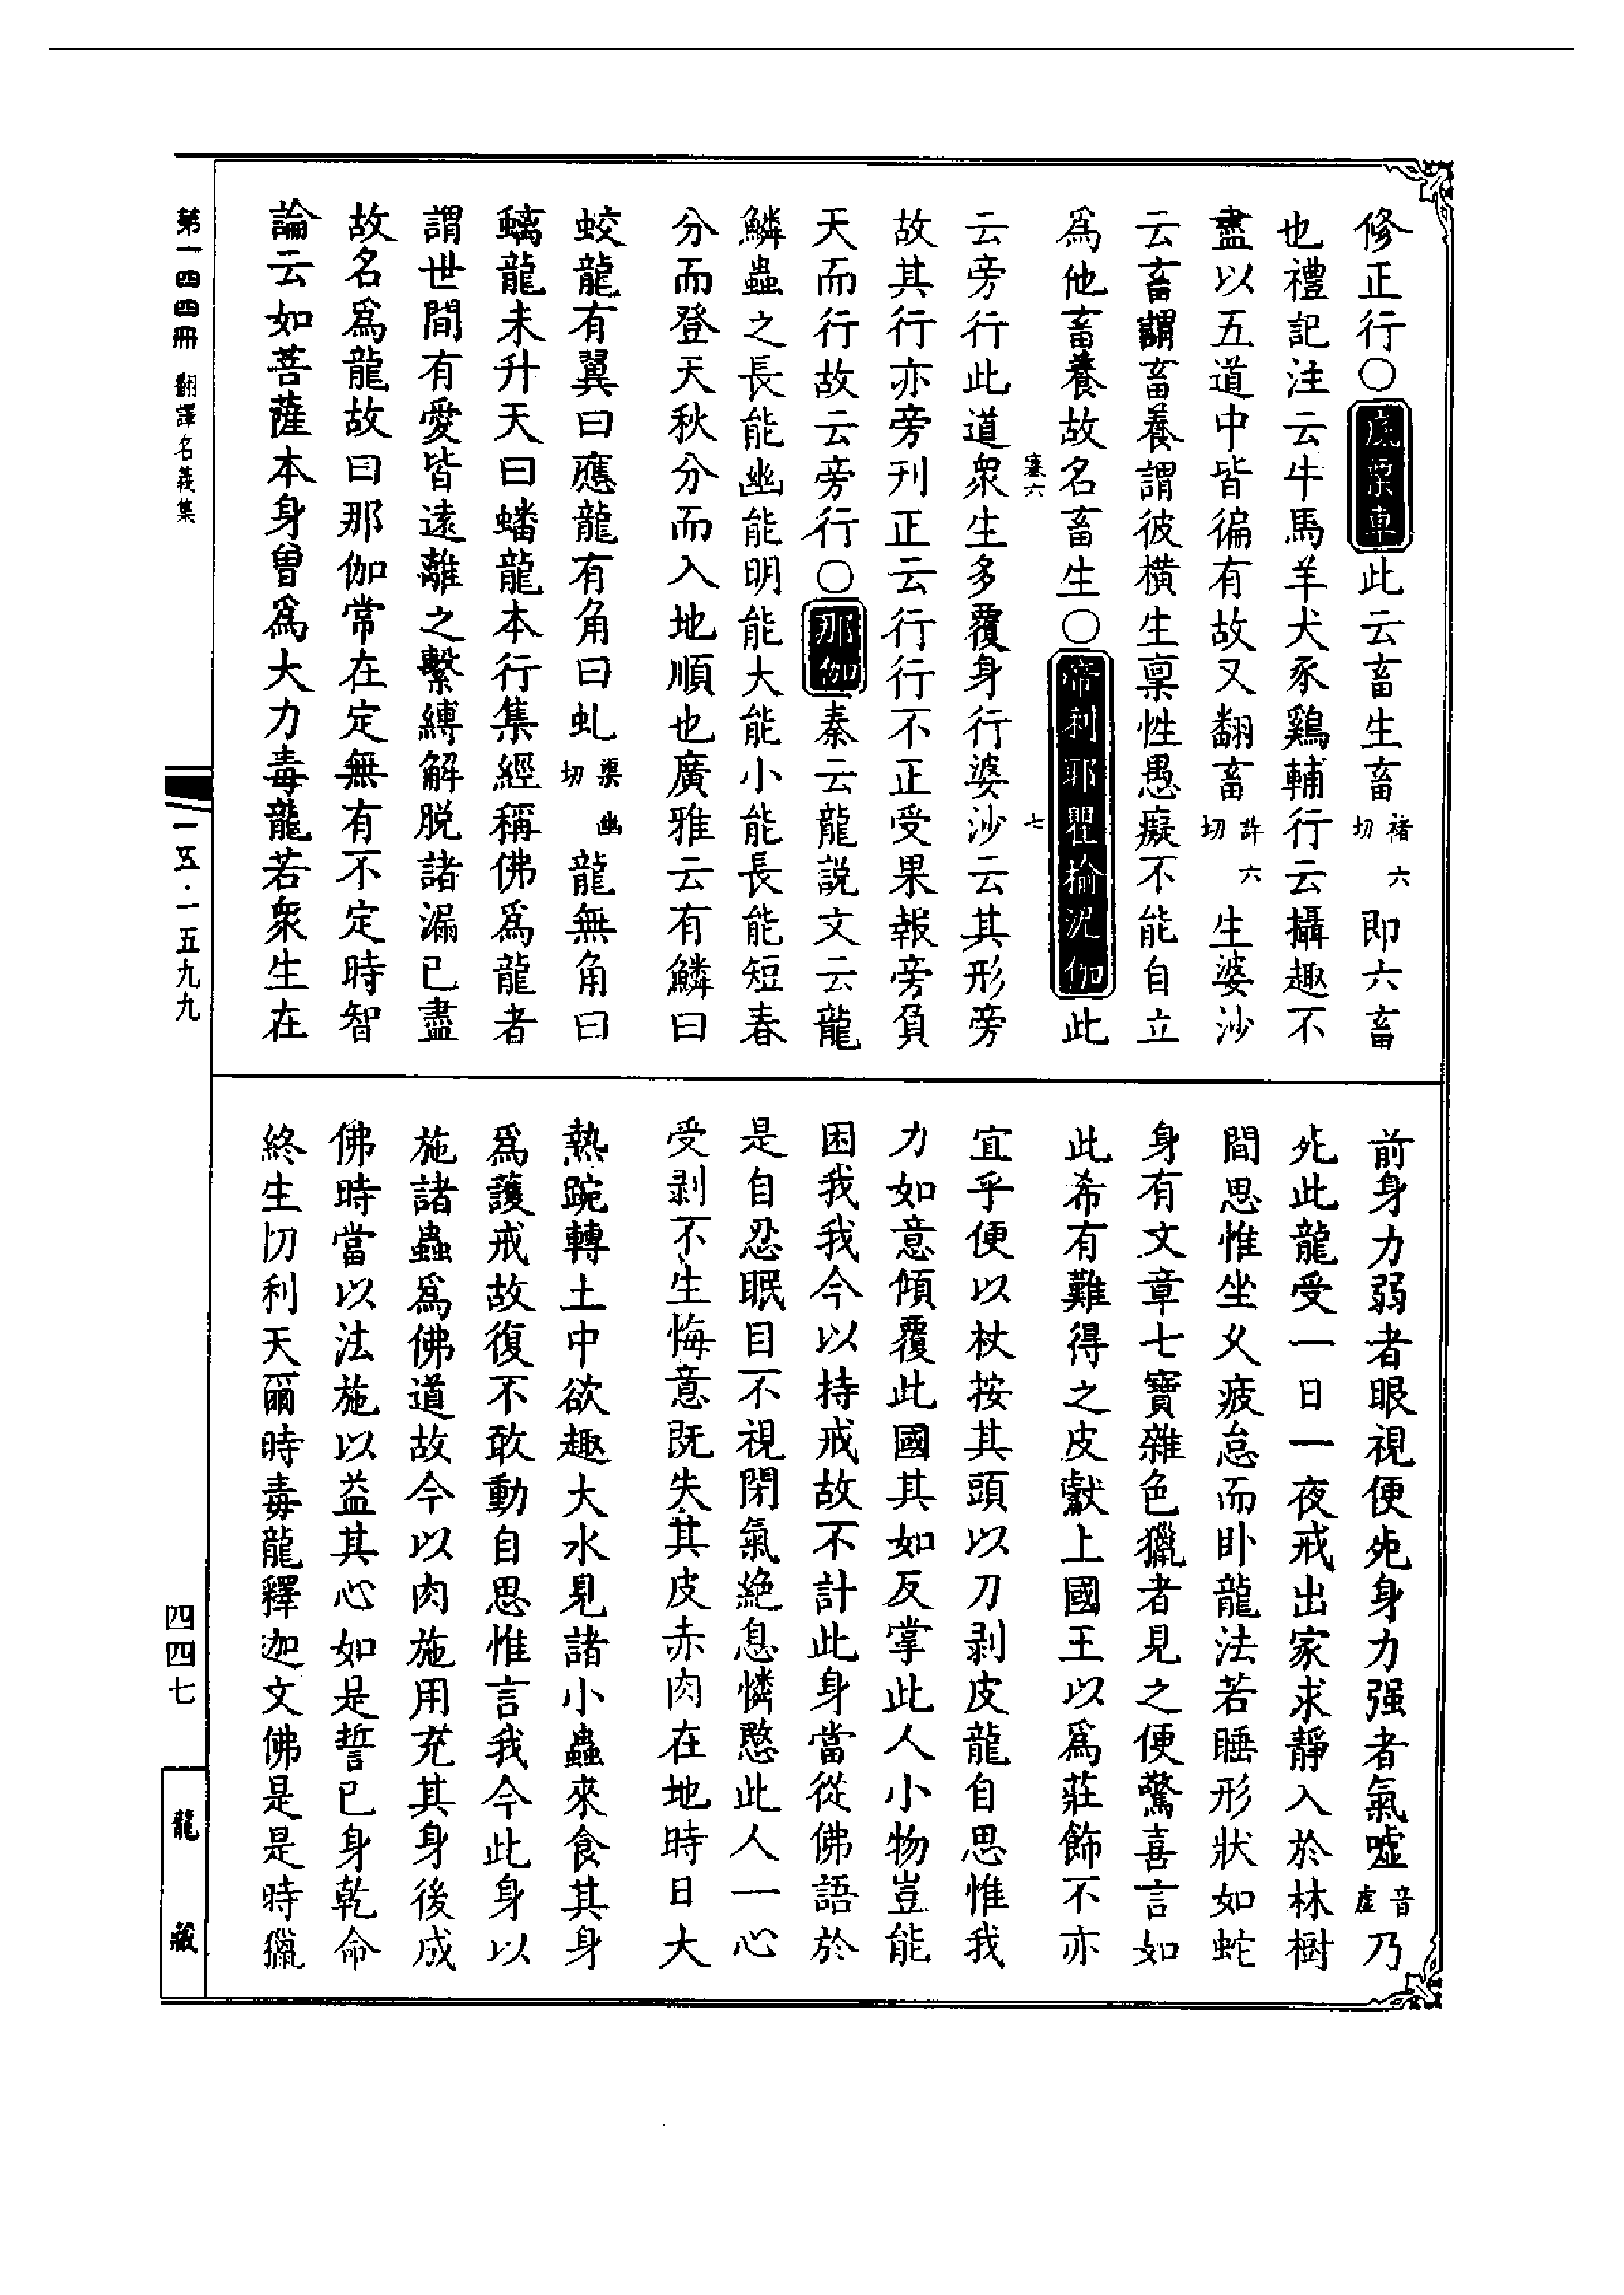 修正行○虔栗車此云畜生畜褚六切即六畜
也禮記注云牛馬羊犬豕鷄輔行云攝趣不
盡以五道中皆徧有故又翻畜許六切生婆沙
云畜謂畜養謂彼橫生稟性愚癡不能自立
爲他畜養故名畜生○帝利耶瞿榆泥伽此
云旁行此道衆生多覆身行婆沙云其形旁
故其行亦旁刊正云行行不正受果報旁負
天而行故云旁行○那伽秦云龍説文云龍
鱗蟲之長能幽能明能大能小能長能短春
分而登天秋分而入地順也廣雅云有鱗曰
蛟龍有翼曰應龍有角曰虬渠幽切龍無角曰
螭龍未升天曰蟠龍本行集經稱佛爲龍者
謂世間有愛皆遠離之繫縛解脱諸漏已盡
故名爲龍故曰那伽常在定無有不定時智
論云如菩薩本身曾爲大力毒龍若衆生在
前身力弱者眼視便死身力强者氣噓音虛乃
死此龍受一日一夜戒出家求靜入於林樹
間思惟坐久疲怠而卧龍法若睡形狀如蛇
身有文章七寶雜色獵者見之便驚喜言如
此希有難得之皮獻上國王以爲莊飾不亦
宜乎便以杖按其頭以刀剥皮龍自思惟我
力如意傾覆此國其如反掌此人小物豈能
困我我今以持戒故不計此身當從佛語於
是自忍眠目不視閉氣絶息憐愍此人一心
受剥不生悔意既失其皮赤肉在地時日大
熱踠轉土中欲趣大水見諸小蟲來食其身
爲護戒故復不敢動自思惟言我今此身以
施諸蟲爲佛道故今以肉施用充其身後成
佛時當以法施以益其心如是誓已身乾命
終生忉利天爾時毒龍釋迦文佛是是時獵
第一四四冊 翻譯名義集
一五·一五九九
四四七
龍藏
六
七